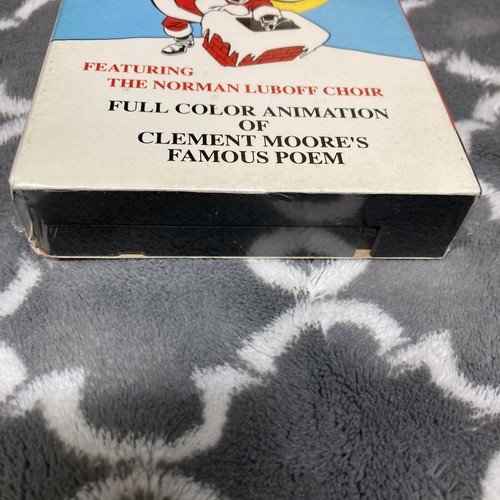 FEATURING
THE NORMAN LUBOFF CHOIR
FULL COLOR ANIMATION
OF
CLEMENT MOORE'S
FAMOUS POEM